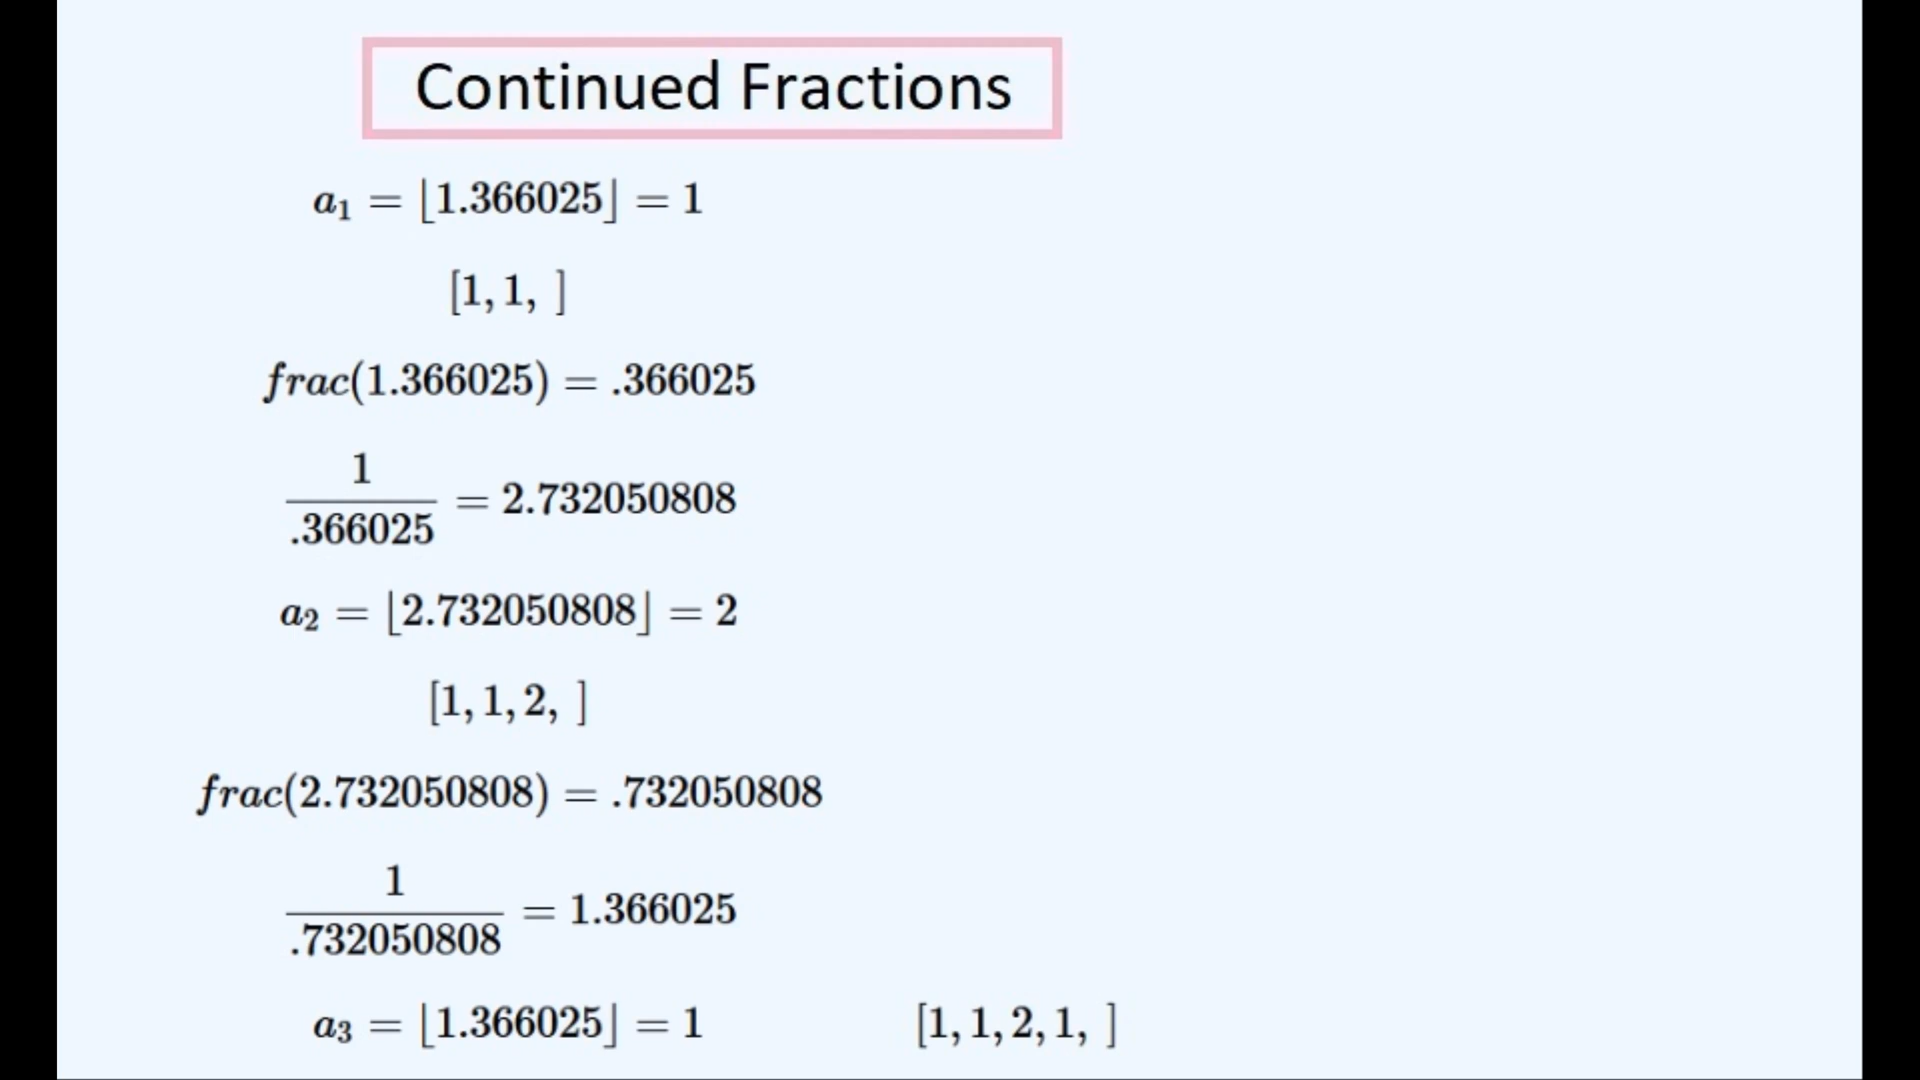 Continued Fractions
a₁ = ⌊1.366025⌋ = 1
[1, 1, ]
frac(1.366025) = .366025
1
.366025
= 2.732050808
a₂ = ⌊2.732050808⌋ = 2
[1, 1, 2, ]
frac(2.732050808) = .732050808
1
.732050808
= 1.366025
a₃ = ⌊1.366025⌋ = 1
[1, 1, 2, 1, ]